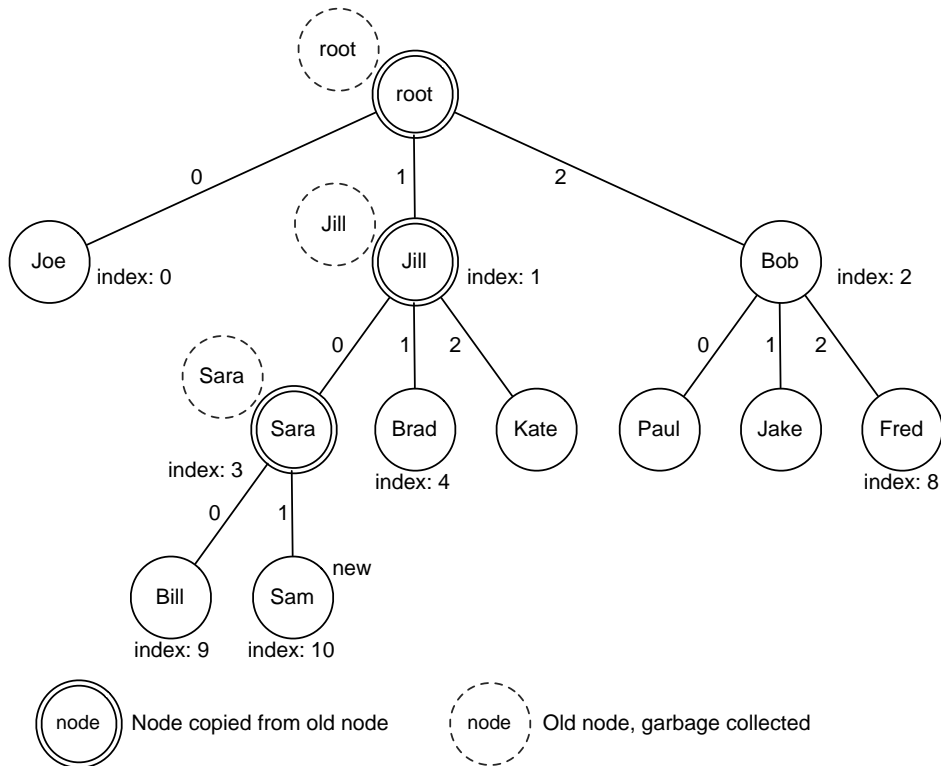 root
root
0
1
2
Jill
Joe
index: 0
Jill
index: 1
Bob
index: 2
0
1
2
0
1
2
Sara
Sara
index: 3
Brad
index: 4
Kate
Paul
Jake
Fred
index: 8
0
1
new
Bill
index: 9
Sam
index: 10
node
Node copied from old node
node
Old node, garbage collected